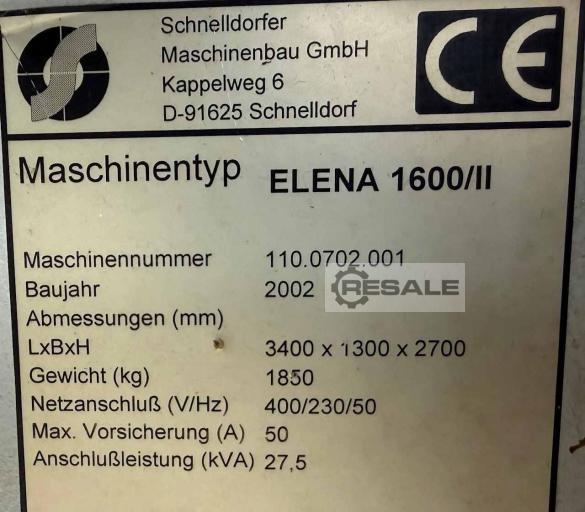 Schnelldorfer
Maschinenbau GmbH
Kappelweg 6
D-91625 Schnelldorf
CE
Maschinentyp ELENA 1600/II
Maschinennummer 110.0702.001
Baujahr 2002
RESALE
Abmessungen (mm)
LxBxH 3400 x 1300 x 2700
Gewicht (kg) 1850
Netzanschluß (V/Hz) 400/230/50
Max. Vorsicherung (A) 50
Anschlußleistung (kVA) 27,5